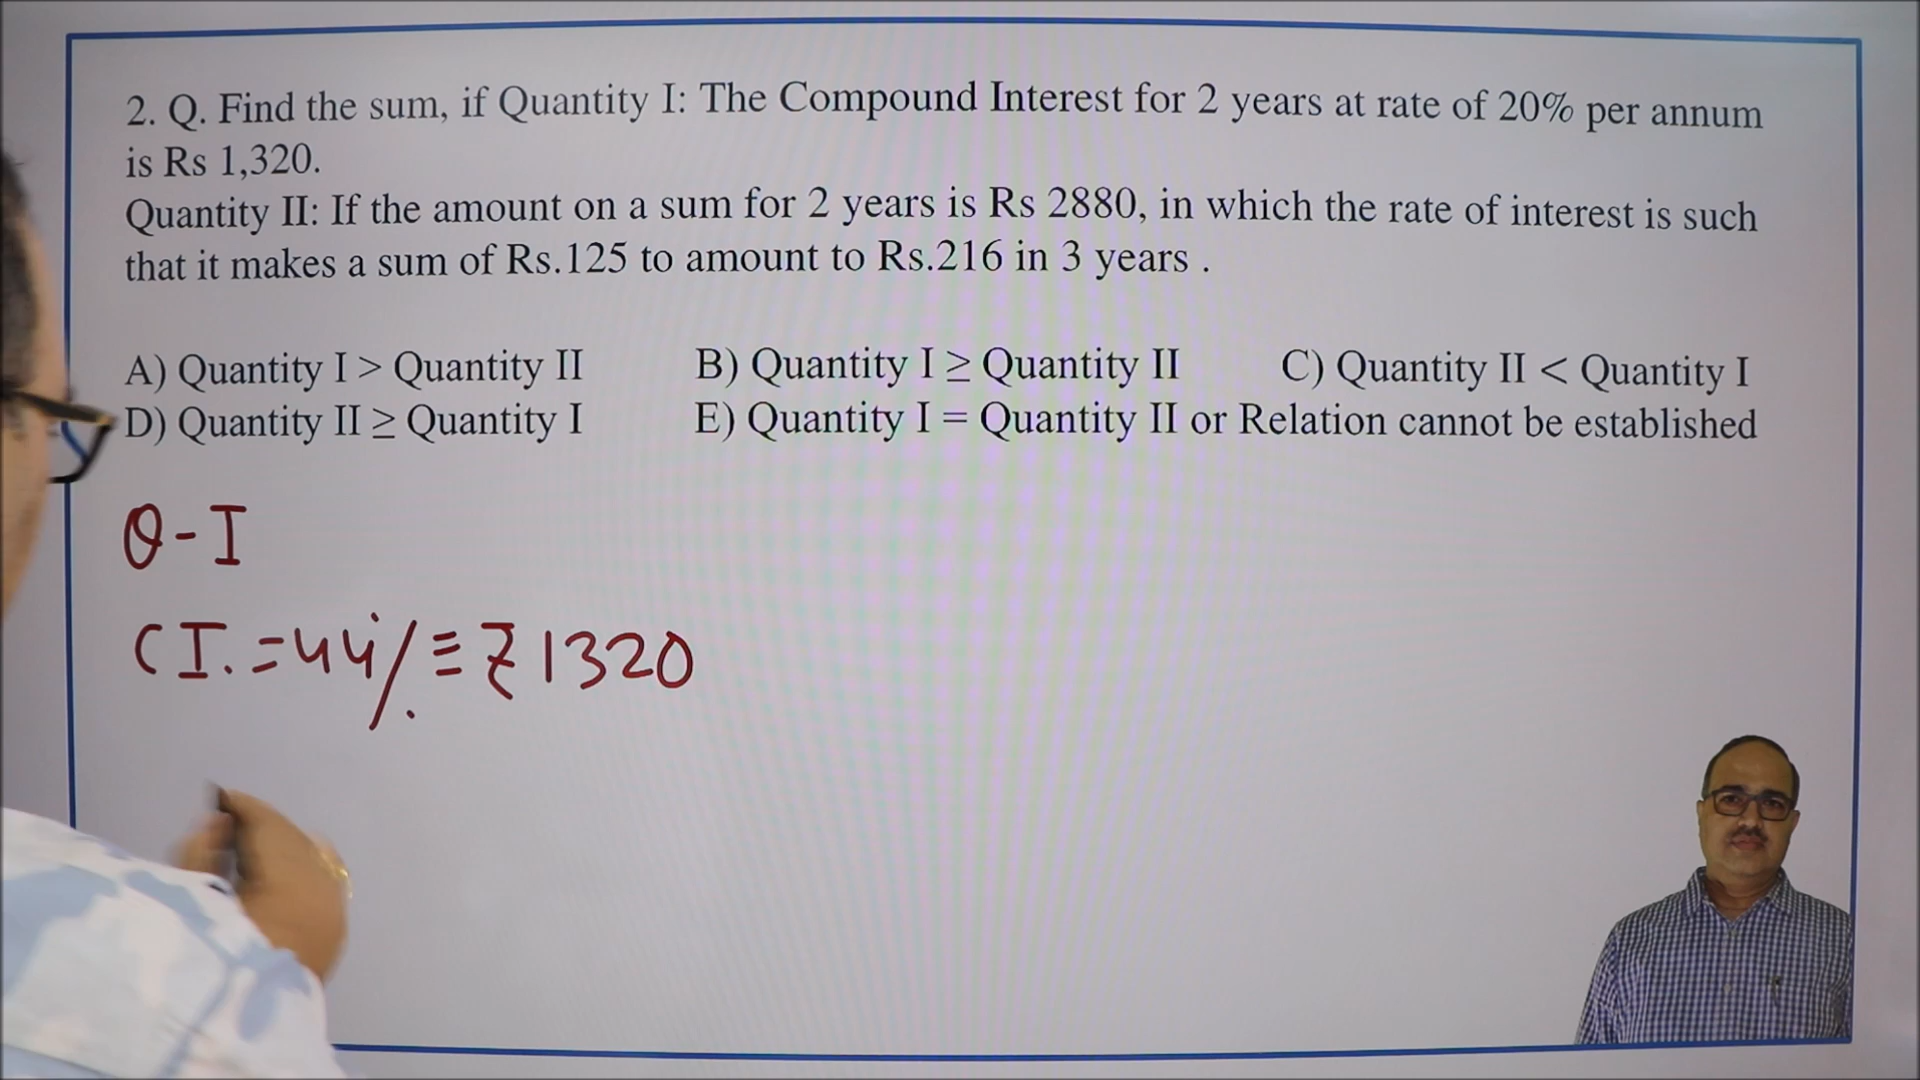 2. Q. Find the sum, if Quantity I: The Compound Interest for 2 years at rate of 20% per annum
is Rs 1,320.
Quantity II: If the amount on a sum for 2 years is Rs 2880, in which the rate of interest is such
that it makes a sum of Rs.125 to amount to Rs.216 in 3 years .
A) Quantity I > Quantity II B) Quantity I ≥ Quantity II C) Quantity II < Quantity I
D) Quantity II ≥ Quantity I E) Quantity I = Quantity II or Relation cannot be established
Q-I
CI. = 44% ≡ ₹1320